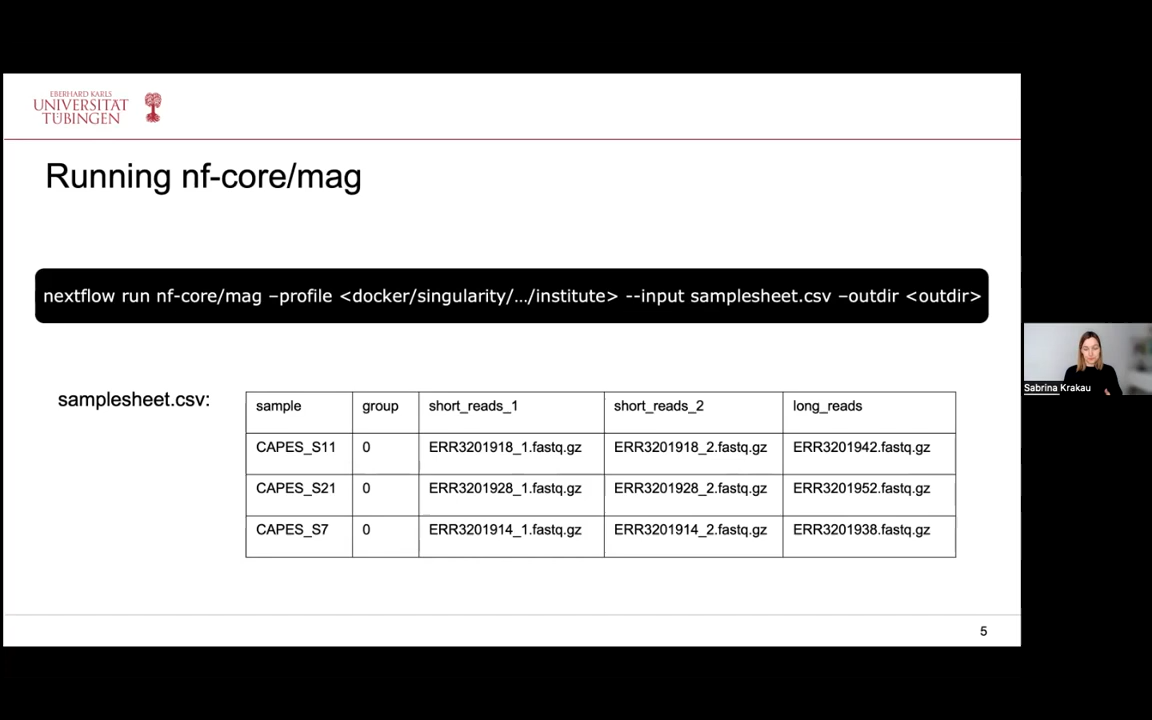 EBERHARD KARLS
UNIVERSITÄT
TÜBINGEN
Running nf-core/mag
nextflow run nf-core/mag –profile <docker/singularity/.../institute> --input samplesheet.csv –outdir <outdir>
samplesheet.csv:
sample group short_reads_1 short_reads_2 long_reads
CAPES_S11 0 ERR3201918_1.fastq.gz ERR3201918_2.fastq.gz ERR3201942.fastq.gz
CAPES_S21 0 ERR3201928_1.fastq.gz ERR3201928_2.fastq.gz ERR3201952.fastq.gz
CAPES_S7 0 ERR3201914_1.fastq.gz ERR3201914_2.fastq.gz ERR3201938.fastq.gz
5
Sabrina Krakau